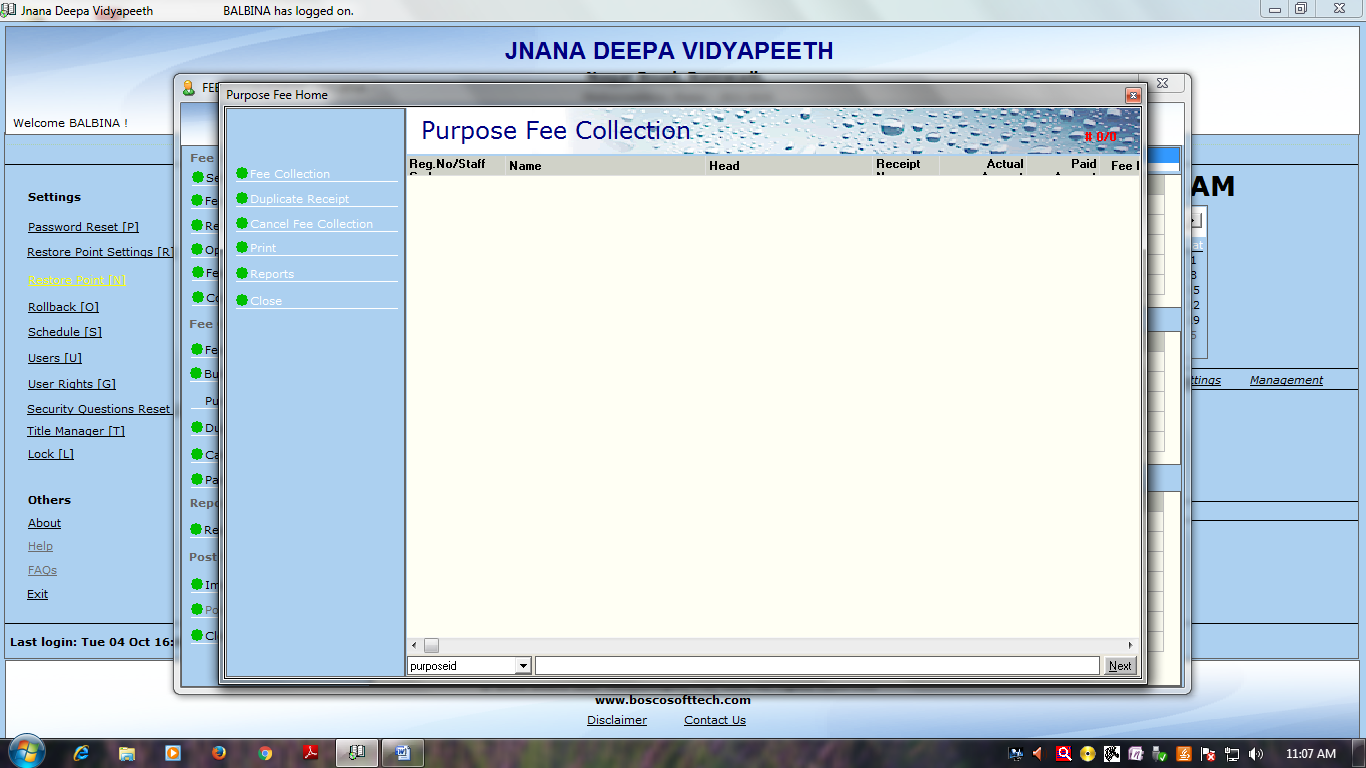 Jnana Deepa Vidyapeeth BALBINA has logged on.
JNANA DEEPA VIDYAPEETH
Welcome BALBINA !
Purpose Fee Home
Purpose Fee Collection
# 0/0
Reg.No/Staff Name Head Receipt Actual Paid Fee
Fee Collection
Duplicate Receipt
Cancel Fee Collection
Print
Reports
Close
purposeid Next
Settings
Password Reset [P]
Restore Point Settings [R]
Restore Point [N]
Rollback [O]
Schedule [S]
Users [U]
User Rights [G]
Security Questions Reset
Title Manager [T]
Lock [L]
Others
About
Help
FAQs
Exit
Last login: Tue 04 Oct 16:
Fee
Fee
AM
Management
www.boscosofttech.com
Disclaimer Contact Us
11:07 AM